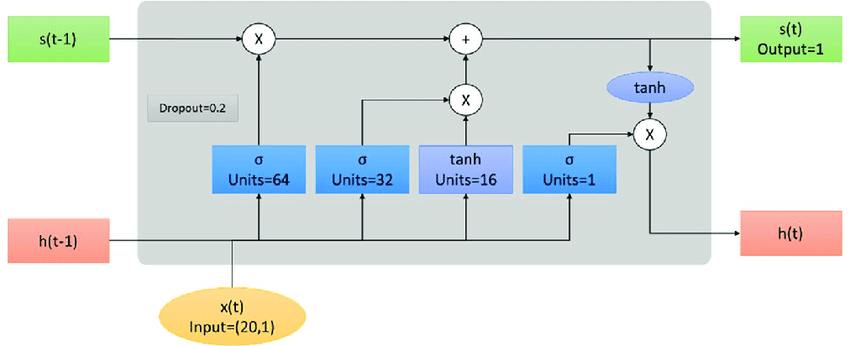 s(t-1)
X
+
s(t)
Output=1
tanh
Dropout=0.2
X
X
σ
Units=64
σ
Units=32
tanh
Units=16
σ
Units=1
h(t-1)
h(t)
x(t)
Input=(20,1)